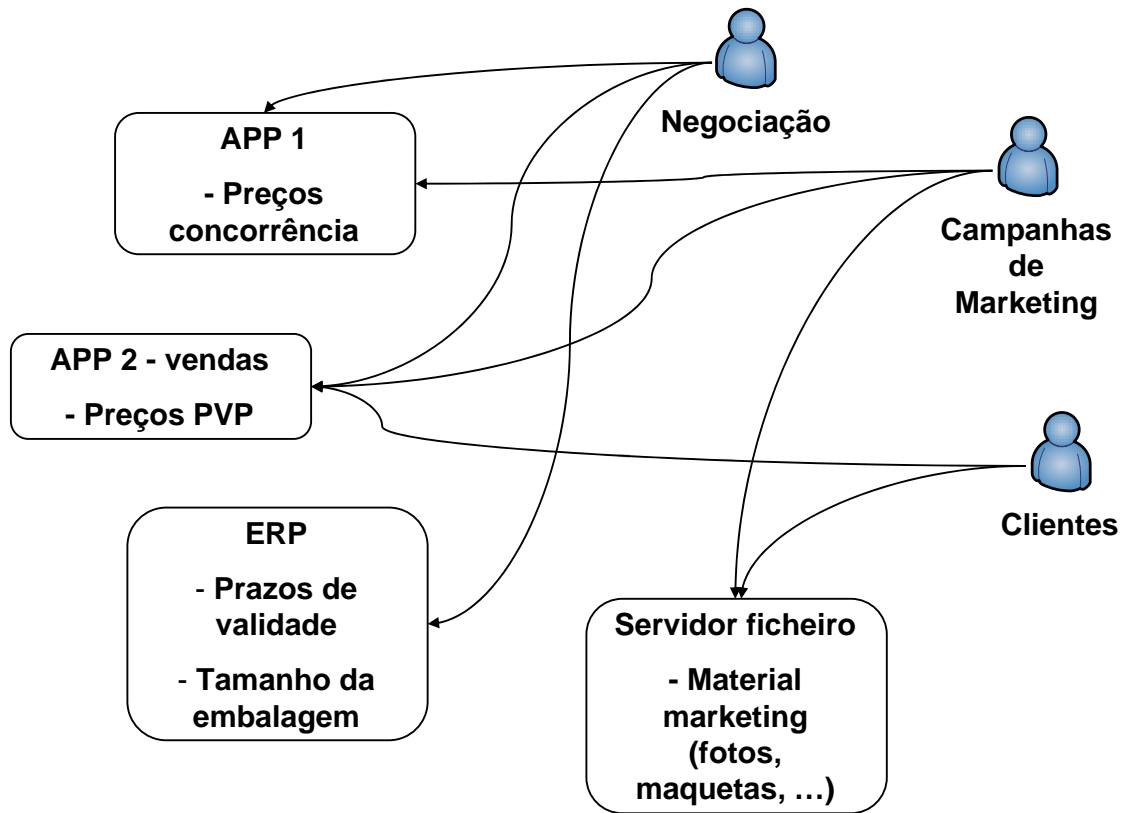 Negociação
APP 1
- Preços
concorrência
Campanhas
de
Marketing
APP 2 - vendas
- Preços PVP
Clientes
ERP
- Prazos de
validade
- Tamanho da
embalagem
Servidor ficheiro
- Material
marketing
(fotos,
maquetas, …)